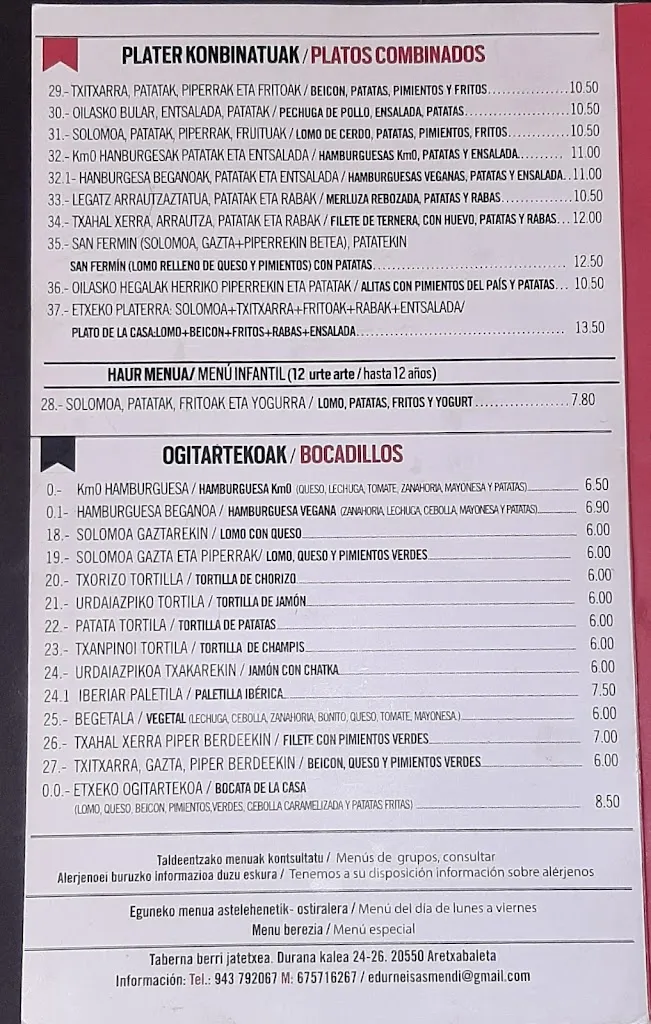 PLATER KONBINATUAK / PLATOS COMBINADOS
29.- TXITXARRA, PATATAK, PIPERRAK ETA FRITOAK / BEICON, PATATAS, PIMIENTOS Y FRITOS.................10.50
30.- OILASKO BULAR, ENTSALADA, PATATAK / PECHUGA DE POLLO, ENSALADA, PATATAS.......................10.50
31.- SOLOMOA, PATATAK, PIPERRAK, FRUITUAK / LOMO DE CERDO, PATATAS, PIMIENTOS, FRITOS..............10.50
32.- Km0 HANBURGESAK PATATAK ETA ENTSALADA / HAMBURGUESAS Km0, PATATAS Y ENSALADA.......... 11.00
32.1- HANBURGESA BEGANOAK, PATATAK ETA ENTSALADA / HAMBURGUESAS VEGANAS, PATATAS Y ENSALADA..11.00
33.- LEGATZ ARRAUTZAZTATUA, PATATAK ETA RABAK / MERLUZA REBOZADA, PATATAS Y RABAS................10.50
34.- TXAHAL XERRA, ARRAUTZA, PATATAK ETA RABAK / FILETE DE TERNERA, CON HUEVO, PATATAS Y RABAS...12.00
35.- SAN FERMIN (SOLOMOA, GAZTA+PIPERREKIN BETEA), PATATEKIN
SAN FERMÍN (LOMO RELLENO DE QUESO Y PIMIENTOS) CON PATATAS...................................... 12.50
36.- OILASKO HEGALAK HERRIKO PIPERREKIN ETA PATATAK / ALITAS CON PIMIENTOS DEL PAÍS Y PATATAS... 10.50
37.- ETXEKO PLATERRA: SOLOMOA+TXITXARRA+FRITOAK+RABAK+ENTSALADA/
PLATO DE LA CASA:LOMO+BEICON+FRITOS+RABAS+ENSALADA............................................ 13.50
HAUR MENUA/ MENÚ INFANTIL (12 urte arte / hasta 12 años)
28.- SOLOMOA, PATATAK, FRITOAK ETA YOGURRA / LOMO, PATATAS, FRITOS Y YOGURT...................7.80
OGITARTEKOAK / BOCADILLOS
0.- Km0 HAMBURGUESA / HAMBURGUESA Km0 (QUESO, LECHUGA, TOMATE, ZANAHORIA, MAYONESA Y PATATAS) 6.50
0.1- HAMBURGUESA BEGANOA / HAMBURGUESA VEGANA (ZANAHORIA, LECHUGA, CEBOLLA, MAYONESA Y PATATAS) 6.90
18.- SOLOMOA GAZTAREKIN / LOMO CON QUESO 6.00
19.- SOLOMOA GAZTA ETA PIPERRAK/ LOMO, QUESO Y PIMIENTOS VERDES 6.00
20.- TXORIZO TORTILLA / TORTILLA DE CHORIZO 6.00
21.- URDAIAZPIKO TORTILA / TORTILLA DE JAMÓN 6.00
22.- PATATA TORTILA / TORTILLA DE PATATAS 6.00
23.- TXANPINOI TORTILA / TORTILLA DE CHAMPIS 6.00
24.- URDAIAZPIKOA TXAKAREKIN / JAMÓN CON CHATKA 6.00
24.1 IBERIAR PALETILA / PALETILLA IBÉRICA 7.50
25.- BEGETALA / VEGETAL (LECHUGA, CEBOLLA, ZANAHORIA, BONITO, QUESO, TOMATE, MAYONESA.) 6.00
26.- TXAHAL XERRA PIPER BERDEEKIN / FILETE CON PIMIENTOS VERDES 7.00
27.- TXITXARRA, GAZTA, PIPER BERDEEKIN / BEICON, QUESO Y PIMIENTOS VERDES 6.00
0.0.- ETXEKO OGITARTEKOA / BOCATA DE LA CASA
(LOMO, QUESO, BEICON, PIMIENTOS,VERDES, CEBOLLA CARAMELIZADA Y PATATAS FRITAS) 8.50
Taldeentzako menuak kontsultatu / Menús de grupos, consultar
Alerjenoei buruzko informazioa duzu eskura / Tenemos a su disposición información sobre alérjenos
Eguneko menua astelehenetik- ostiralera / Menú del día de lunes a viernes
Menu berezia / Menú especial
Taberna berri jatetxea. Durana kalea 24-26. 20550 Aretxabaleta
Información: Tel.: 943 792067 M: 675716267 / edurneisasmendi@gmail.com